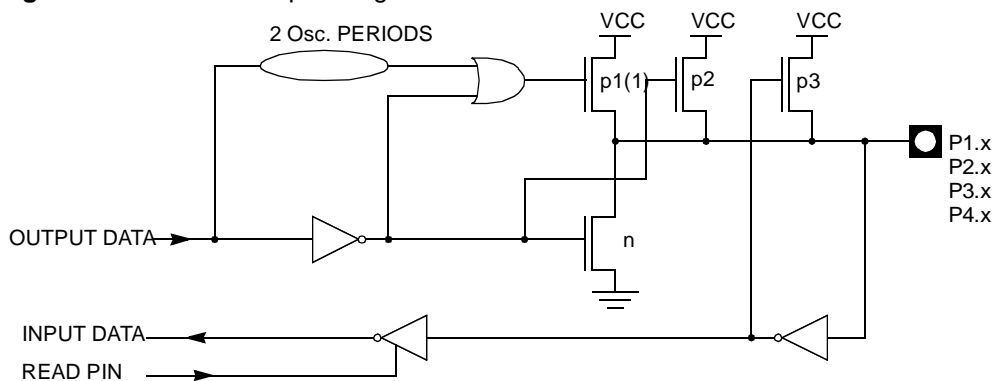 2 Osc. PERIODS
VCC
VCC
VCC
p1(1)
p2
p3
P1.x
P2.x
P3.x
P4.x
OUTPUT DATA
n
INPUT DATA
READ PIN